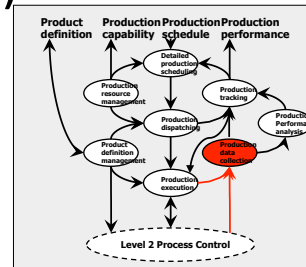 Product Production Production Production
definition capability schedule performance
Detailed
production
scheduling
Production
resource
management
Production
tracking
Production
dispatching
Production
Performa
analysis
Product
definition
management
Production
data
collection
Production
execution
Level 2 Process Control